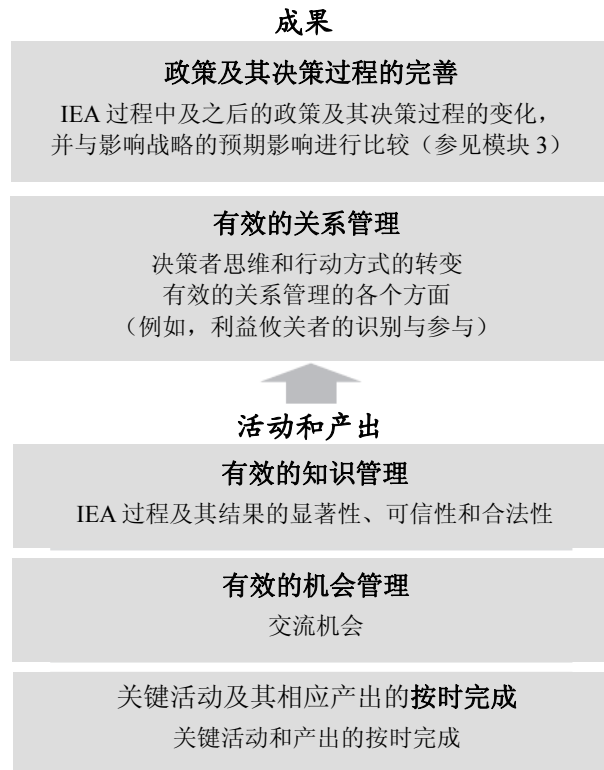 成果
政策及其决策过程的完善
IEA 过程中及之后的政策及其决策过程的变化，
并与影响战略的预期影响进行比较（参见模块 3）
有效的关系管理
决策者思维和行动方式的转变
有效的关系管理的各个方面
（例如，利益攸关者的识别与参与）
活动和产出
有效的知识管理
IEA 过程及其结果的显著性、可信性和合法性
有效的机会管理
交流机会
关键活动及其相应产出的按时完成
关键活动和产出的按时完成